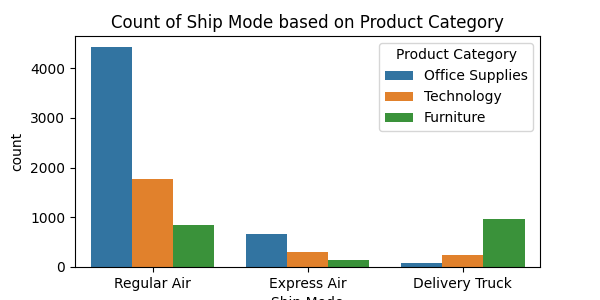 Count of Ship Mode based on Product Category
Product Category
Office Supplies
Technology
Furniture
count
4000
3000
2000
1000
0
Regular Air
Express Air
Delivery Truck
Ship Mode